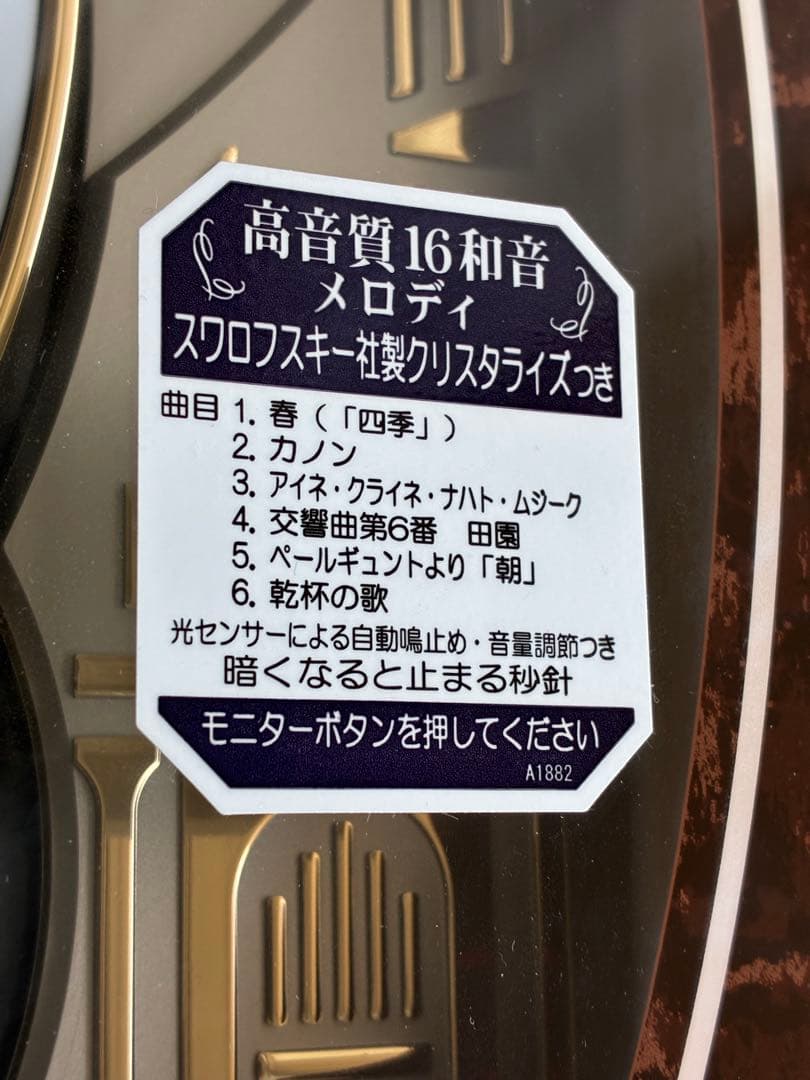 高音質16和音
メロディ
スワロフスキー社製クリスタライズつき
曲目 1. 春（「四季」）
2. カノン
3. アイネ・クライネ・ナハト・ムジーク
4. 交響曲第6番　田園
5. ペールギュントより「朝」
6. 乾杯の歌
光センサーによる自動鳴止め・音量調節つき
暗くなると止まる秒針
モニターボタンを押してください
A1882